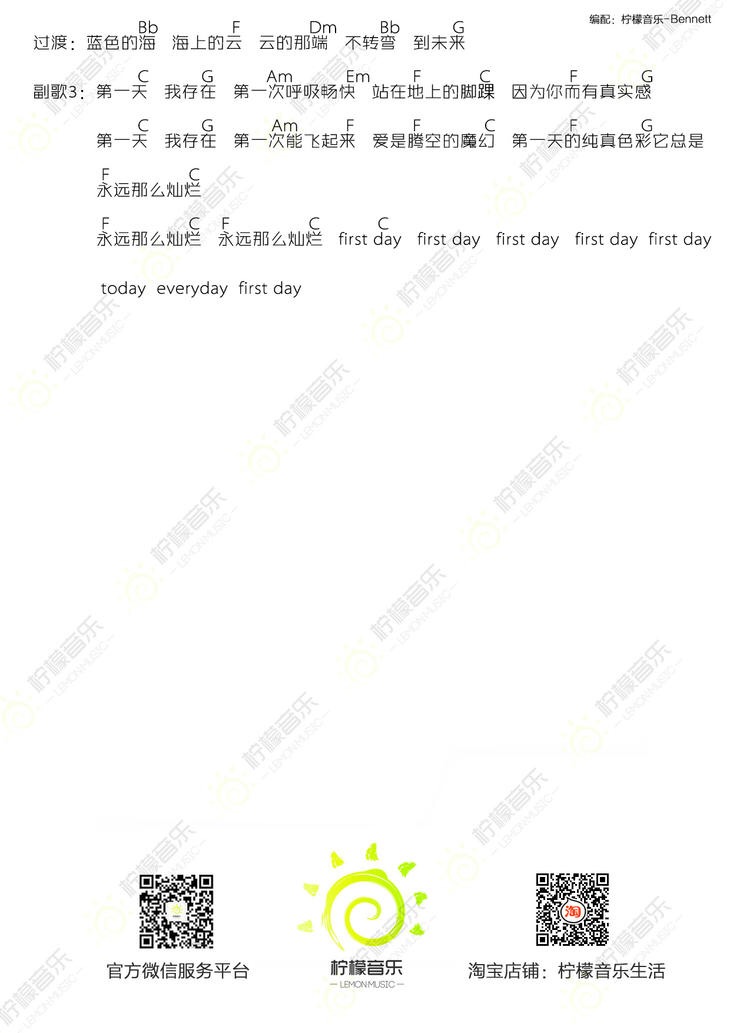 编配：柠檬音乐-Bennett
Bb F Dm Bb G
过渡：蓝色的海 海上的云 云的那端 不转弯 到未来
C G Am Em F C F G
副歌3：第一天 我存在 第一次呼吸畅快 站在地上的脚踝 因为你而有真实感
C G Am F F C F G
第一天 我存在 第一次能飞起来 爱是腾空的魔幻 第一天的纯真色彩它总是
F C
永远那么灿烂
F C F C C
永远那么灿烂 永远那么灿烂 first day first day first day first day first day
today everyday first day
淘
官方微信服务平台
柠檬音乐
LEMON MUSIC
淘宝店铺：柠檬音乐生活